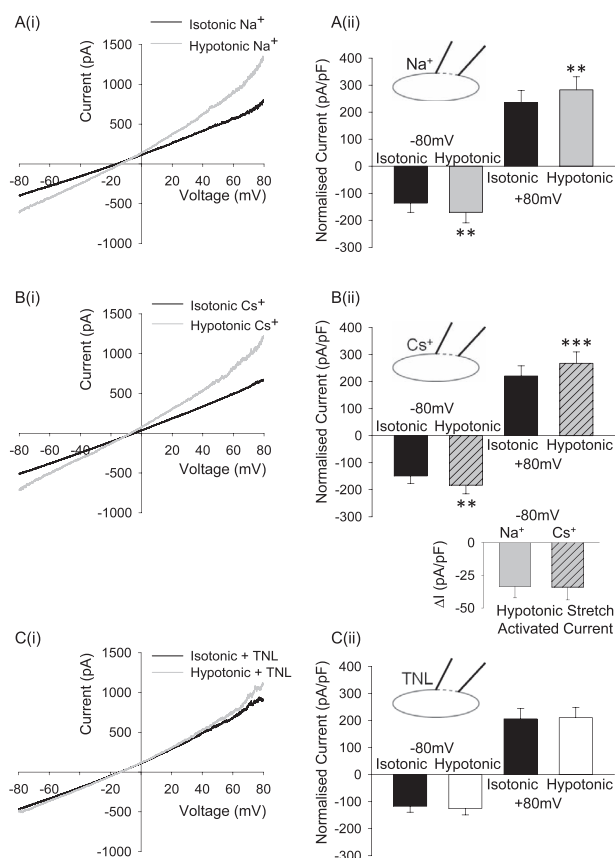 A(i)
Isotonic Na⁺
Hypotonic Na⁺
Current (pA)
1500
1000
500
-500
-1000
-80 -60 -40 -20 20 40 60 80
Voltage (mV)
A(ii)
Normalised Current (pA/pF)
400
300
200
100
0
-100
-200
-300
Na⁺
-80mV
Isotonic Hypotonic
**
**
Isotonic Hypotonic
+80mV
B(i)
Isotonic Cs⁺
Hypotonic Cs⁺
Current (pA)
1500
1000
500
-500
-1000
-80 -60 -40 -20 20 40 60 80
Voltage (mV)
B(ii)
Normalised Current (pA/pF)
400
300
200
100
0
-100
-200
-300
Cs⁺
-80mV
Isotonic Hypotonic
**
***
Isotonic Hypotonic
+80mV
-80mV
Na⁺ Cs⁺
ΔI (pA/pF)
0
-25
-50
Hypotonic Stretch
Activated Current
C(i)
Isotonic + TNL
Hypotonic + TNL
Current (pA)
1500
1000
500
-500
-1000
-80 -60 -40 -20 20 40 60 80
Voltage (mV)
C(ii)
Normalised Current (pA/pF)
400
300
200
100
0
-100
-200
-300
TNL
-80mV
Isotonic Hypotonic
Isotonic Hypotonic
+80mV